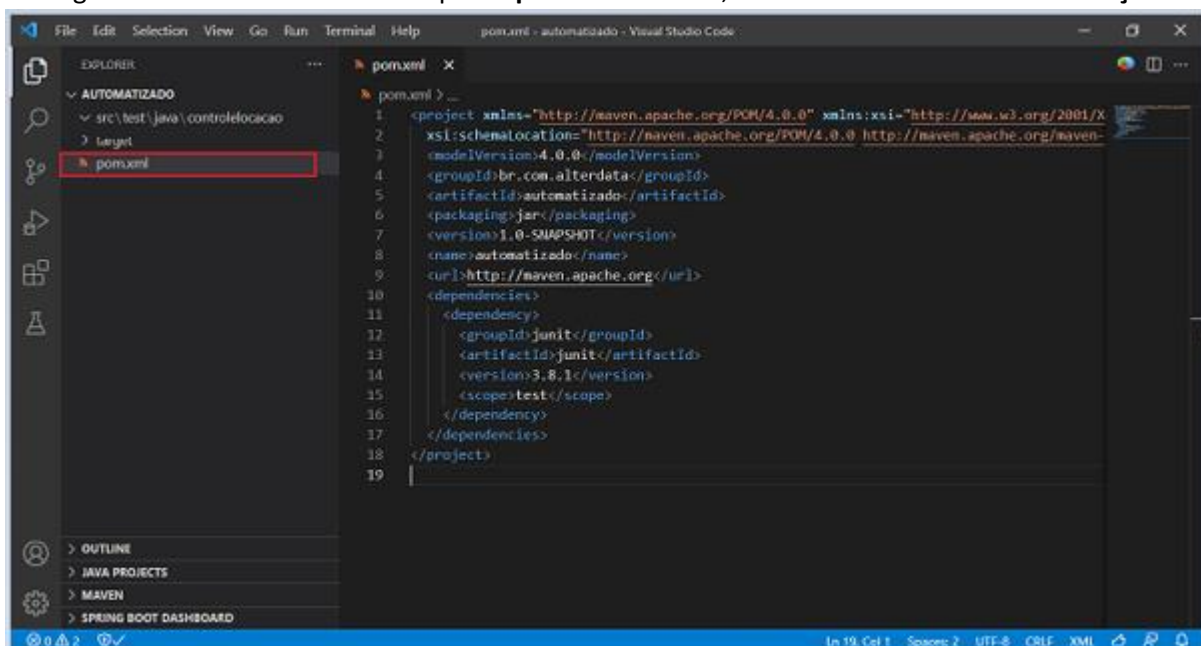 File Edit Selection View Go Run Terminal Help pom.xml - automatizado - Visual Studio Code
EXPLORER ... pom.xml
AUTOMATIZADO
src\test\java\controlelocacao
target
pom.xml
pom.xml > ...
1 <project xmlns="http://maven.apache.org/POM/4.0.0" xmlns:xsi="http://www.w3.org/2001/X
2 xsi:schemaLocation="http://maven.apache.org/POM/4.0.0 http://maven.apache.org/maven-
3 <modelVersion>4.0.0</modelVersion>
4 <groupId>br.com.alterdata</groupId>
5 <artifactId>automatizado</artifactId>
6 <packaging>jar</packaging>
7 <version>1.0-SNAPSHOT</version>
8 <name>automatizado</name>
9 <url>http://maven.apache.org</url>
10 <dependencies>
11 <dependency>
12 <groupId>junit</groupId>
13 <artifactId>junit</artifactId>
14 <version>3.8.1</version>
15 <scope>test</scope>
16 </dependency>
17 </dependencies>
18 </project>
19
OUTLINE
JAVA PROJECTS
MAVEN
SPRING BOOT DASHBOARD
0 2 Ln 19, Col 1 Spaces: 2 UTF-8 CRLF XML